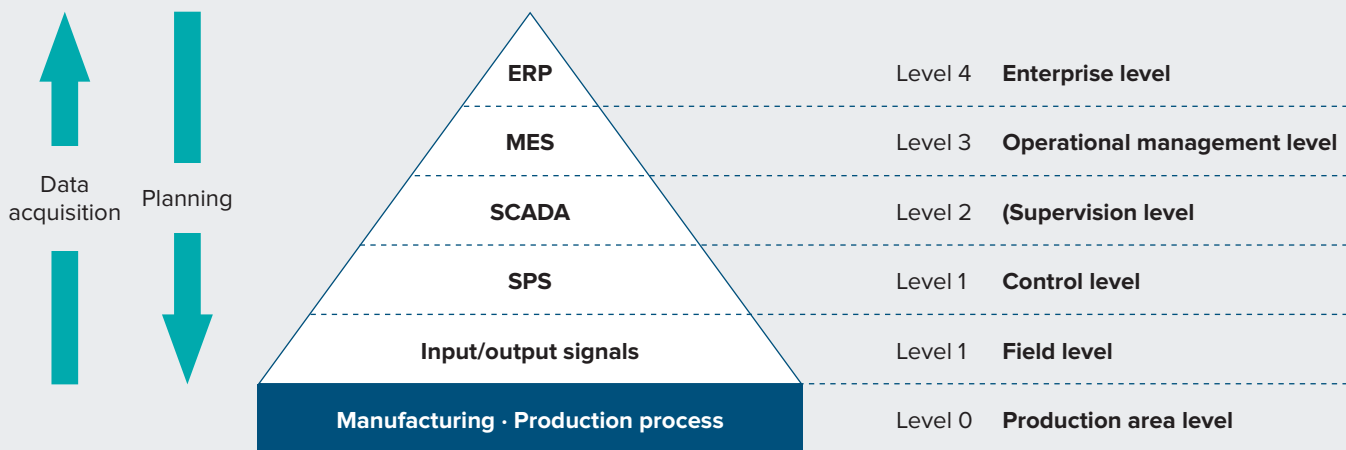 ERP
Level 4 Enterprise level
MES
Level 3 Operational management level
Data
acquisition
Planning
SCADA
Level 2 (Supervision level
SPS
Level 1 Control level
Input/output signals
Level 1 Field level
Manufacturing · Production process
Level 0 Production area level